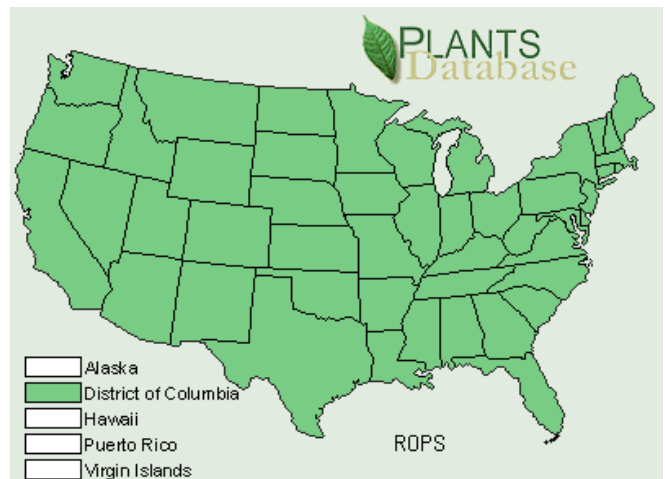 PLANTS
Database
Alaska
District of Columbia
Hawaii
Puerto Rico
Virgin Islands
ROPS